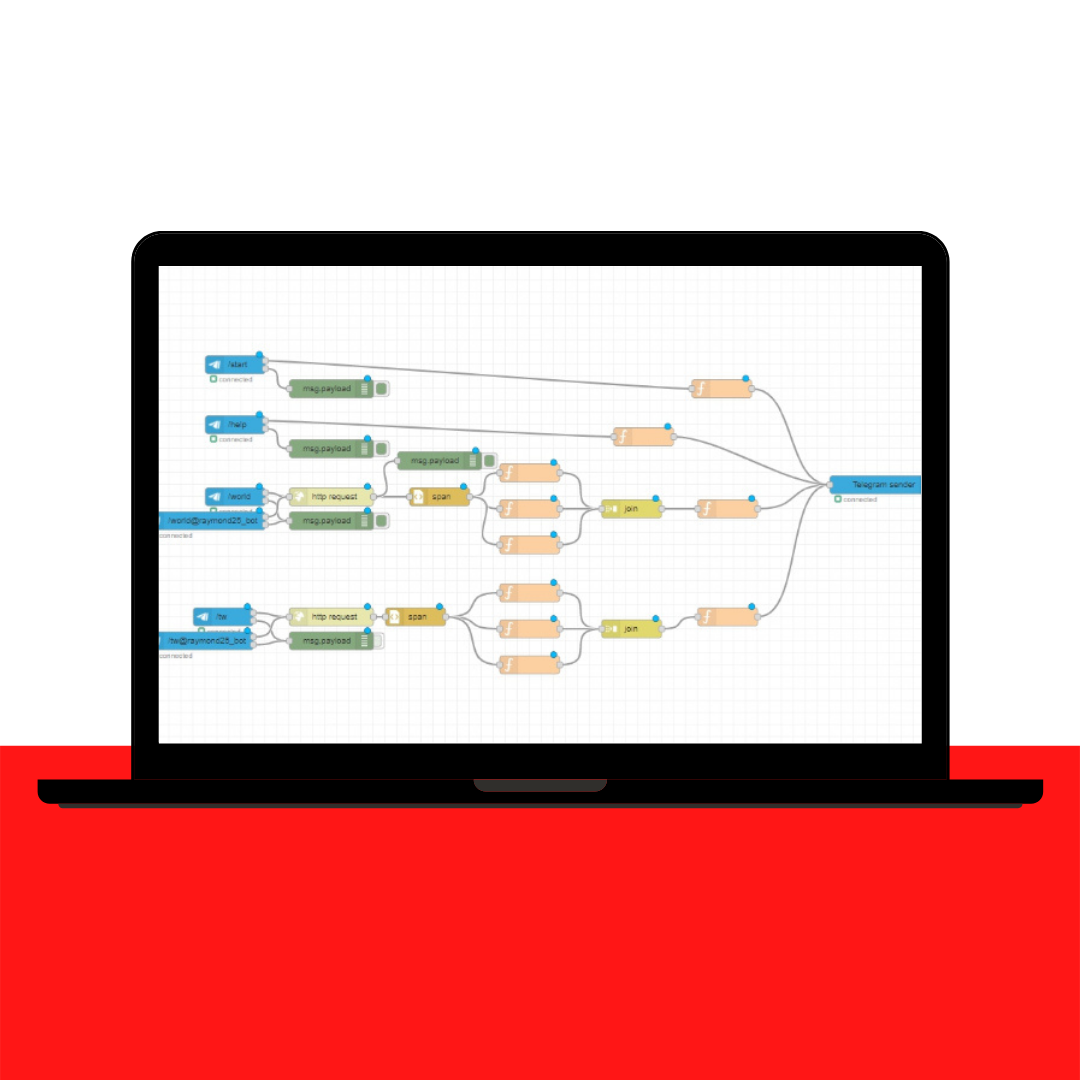 /start
connected
msg.payload
/help
connected
msg.payload
msg.payload
/world
http request
span
join
Telegram sender
connected
/world@raymond25_bot
msg.payload
connected
/tw
http request
span
join
/tw@raymond25_bot
msg.payload
connected